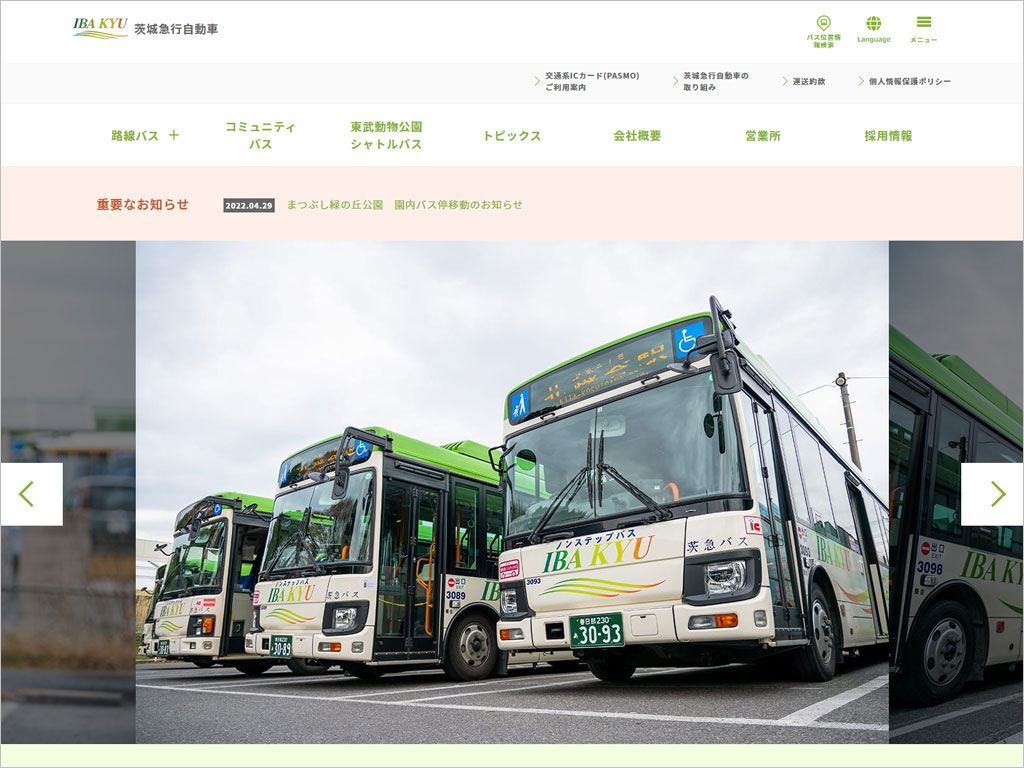 IBA KYU 茨城急行自動車
バス位置情
報検索
Language
メニュー
交通系ICカード(PASMO)
ご利用案内
茨城急行自動車の
取り組み
運送約款
個人情報保護ポリシー
路線バス
コミュニティ
バス
東武動物公園
シャトルバス
トピックス
会社概要
営業所
採用情報
重要なお知らせ
2022.04.29 まつぶし緑の丘公園 園内バス停移動のお知らせ
ノンステップバス
IBA KYU
茨急バス
3093
IC
春日部230
30-93
IBA KYU
ノンステップバス
IBA KYU
茨急バス
出口
EXIT
3089
30-89
IBA KYU
出口
EXIT
3098
IBA K